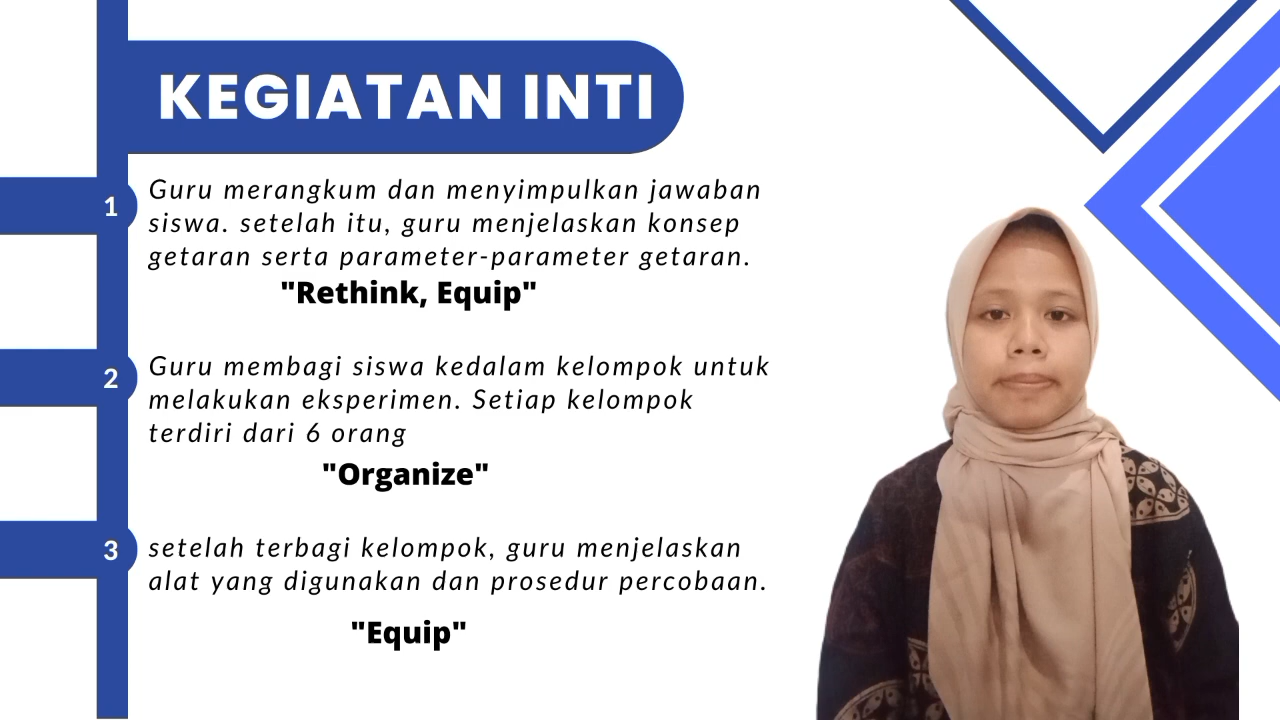 KEGIATAN INTI
1
Guru merangkum dan menyimpulkan jawaban
siswa. setelah itu, guru menjelaskan konsep
getaran serta parameter-parameter getaran.
"Rethink, Equip"
2
Guru membagi siswa kedalam kelompok untuk
melakukan eksperimen. Setiap kelompok
terdiri dari 6 orang
"Organize"
3
setelah terbagi kelompok, guru menjelaskan
alat yang digunakan dan prosedur percobaan.
"Equip"